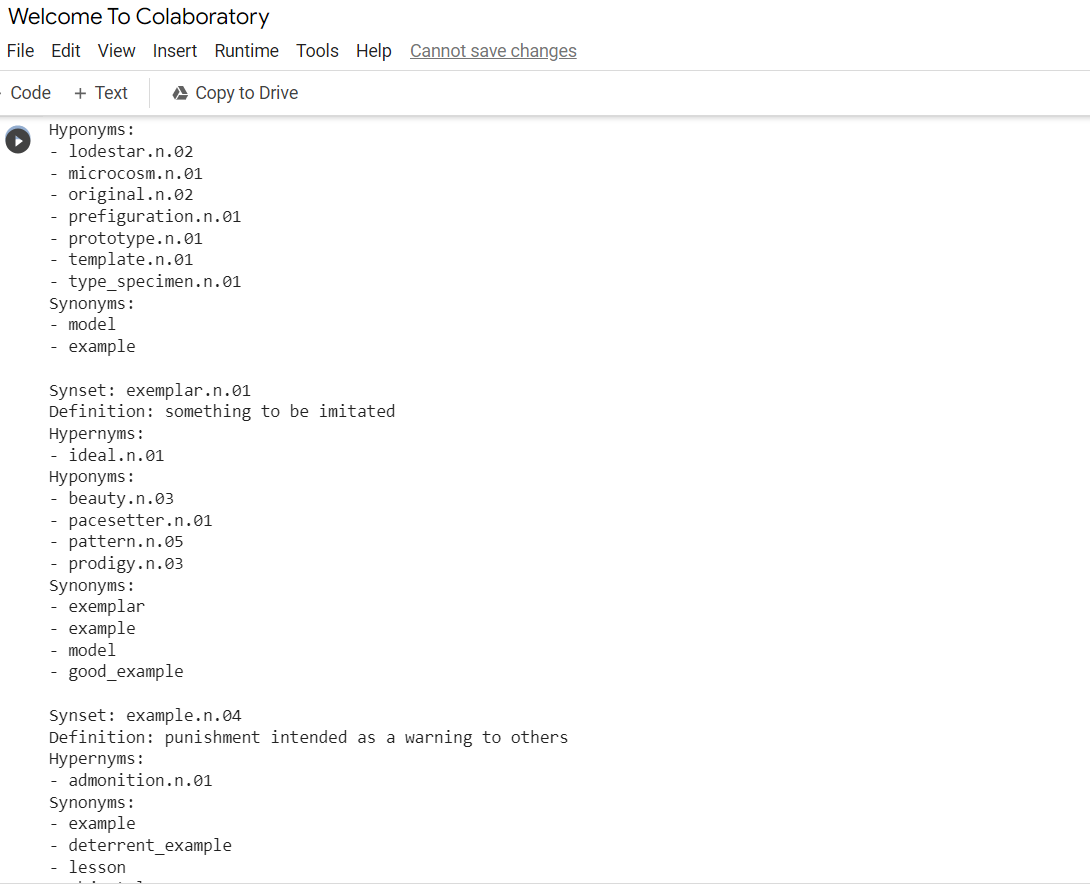 Welcome To Colaboratory
File Edit View Insert Runtime Tools Help Cannot save changes
Code + Text Copy to Drive
Hyponyms:
- lodestar.n.02
- microcosm.n.01
- original.n.02
- prefiguration.n.01
- prototype.n.01
- template.n.01
- type_specimen.n.01
Synonyms:
- model
- example
Synset: exemplar.n.01
Definition: something to be imitated
Hypernyms:
- ideal.n.01
Hyponyms:
- beauty.n.03
- pacesetter.n.01
- pattern.n.05
- prodigy.n.03
Synonyms:
- exemplar
- example
- model
- good_example
Synset: example.n.04
Definition: punishment intended as a warning to others
Hypernyms:
- admonition.n.01
Synonyms:
- example
- deterrent_example
- lesson